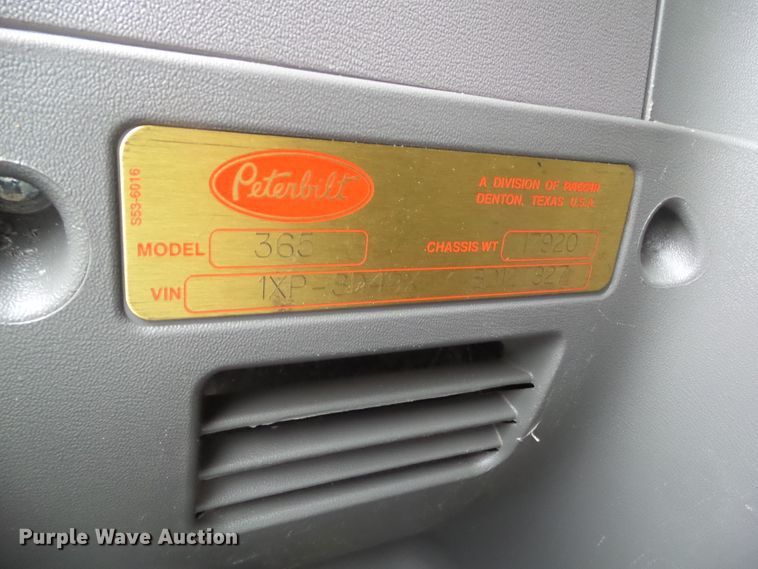 S53-6016
Peterbilt
A DIVISION OF PACCAR
DENTON, TEXAS U.S.A.
MODEL 365
CHASSIS WT
VIN
Purple Wave Auction